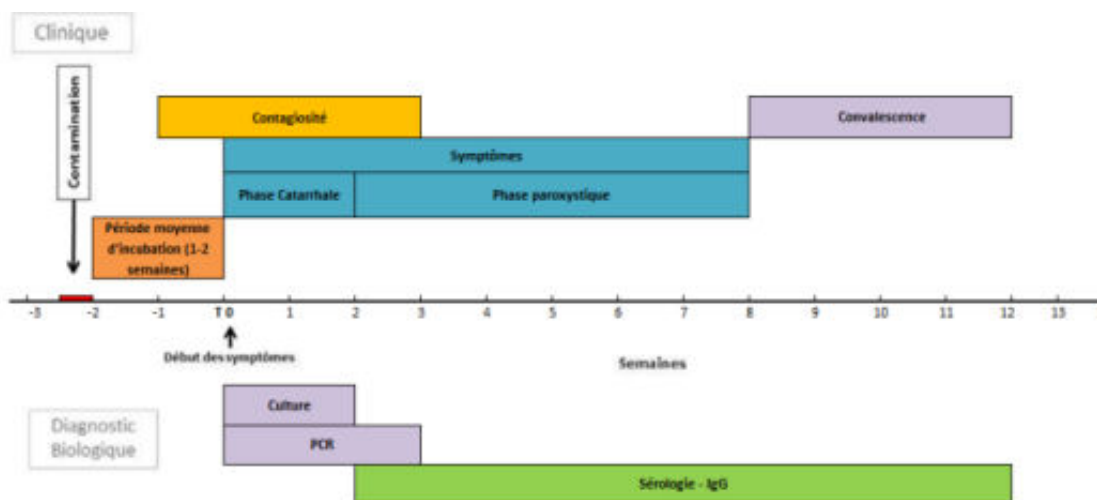 Clinique
Contamination
Contagiosité
Convalescence
Symptômes
Phase Catarrhale
Phase paroxystique
Période moyenne
d'incubation (1-2
semaines)
-3 -2 -1 T 0 1 2 3 4 5 6 7 8 9 10 11 12 13
Début des symptômes
Semaines
Culture
Diagnostic
Biologique
PCR
Sérologie - IgG